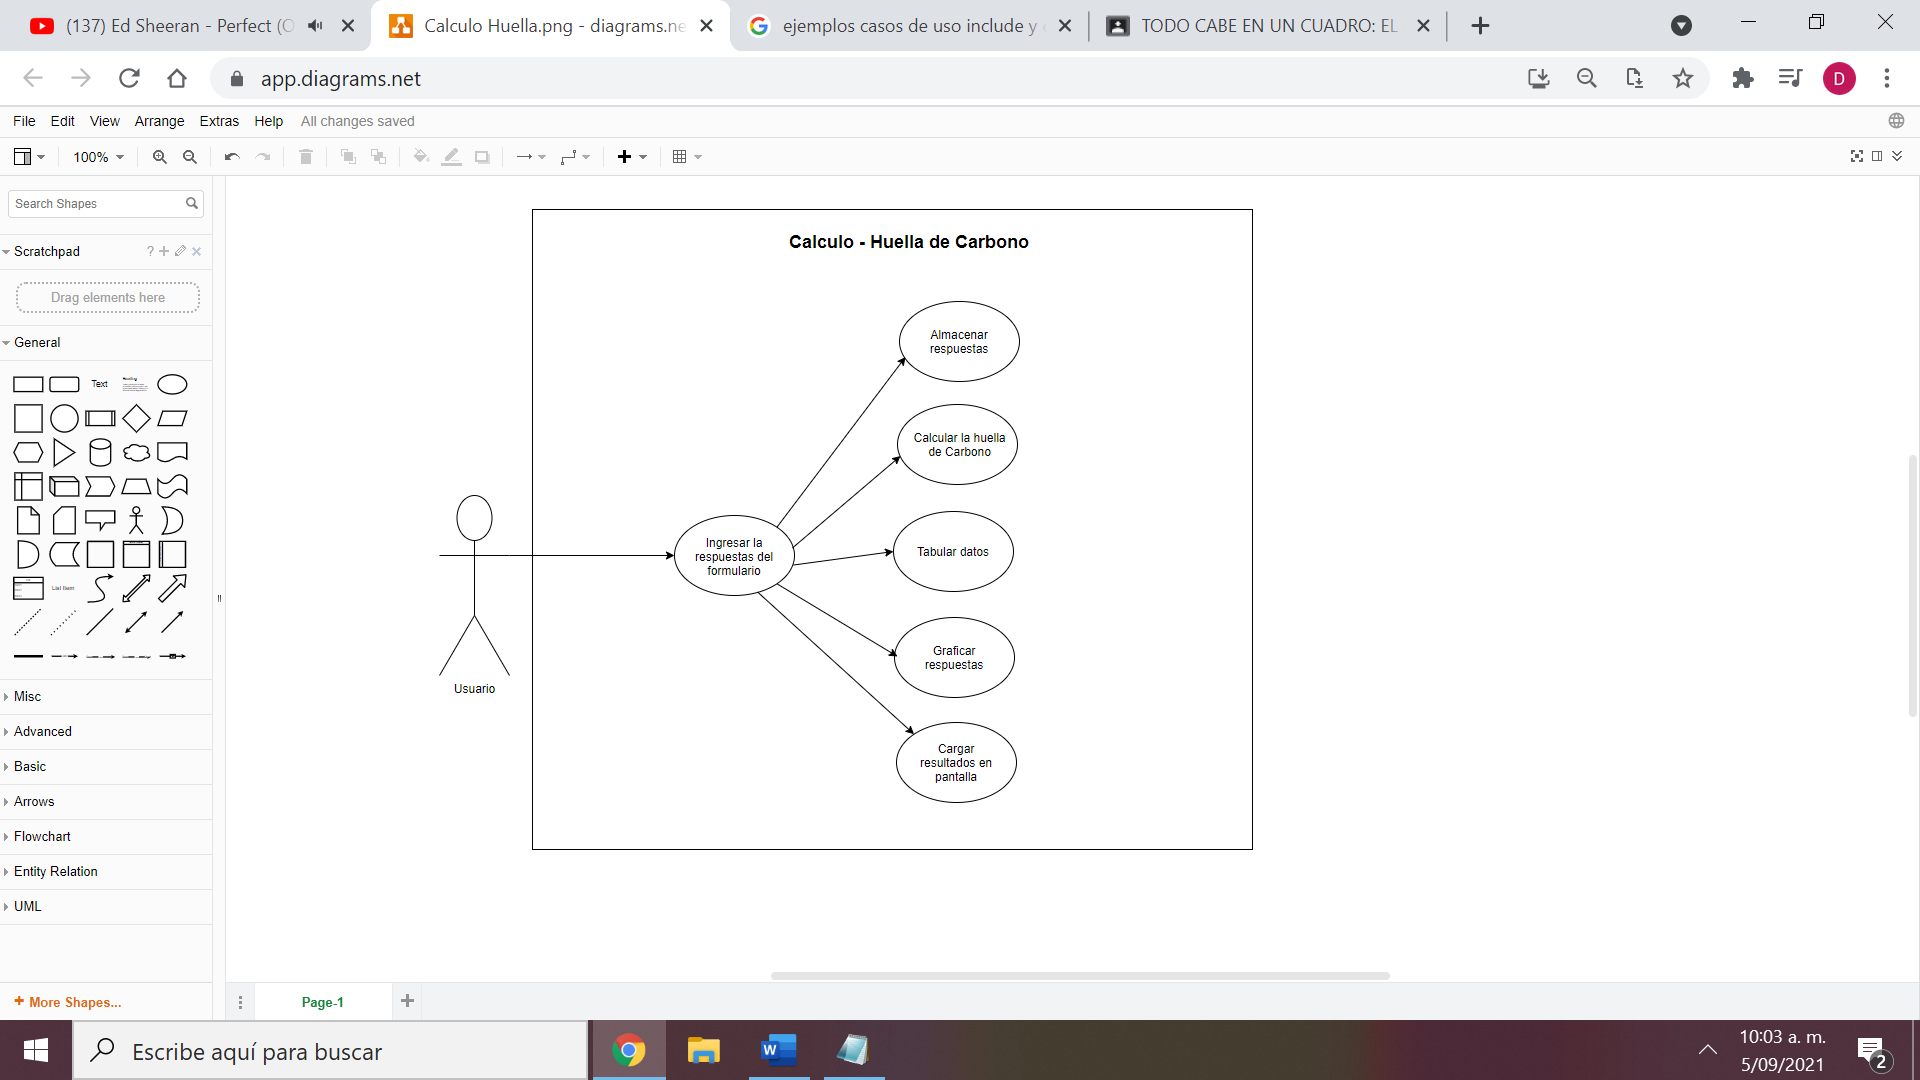 (137) Ed Sheeran - Perfect (O
Calculo Huella.png - diagrams.ne
ejemplos casos de uso include y
TODO CABE EN UN CUADRO: EL
app.diagrams.net
D
File Edit View Arrange Extras Help All changes saved
100%
Search Shapes
Scratchpad
?
Drag elements here
General
Text
Heading
List Item
Misc
Advanced
Basic
Arrows
Flowchart
Entity Relation
UML
+ More Shapes...
Calculo - Huella de Carbono
Almacenar
respuestas
Calcular la huella
de Carbono
Ingresar la
respuestas del
formulario
Tabular datos
Graficar
respuestas
Cargar
resultados en
pantalla
Usuario
Page-1
Escribe aquí para buscar
10:03 a. m.
5/09/2021
2